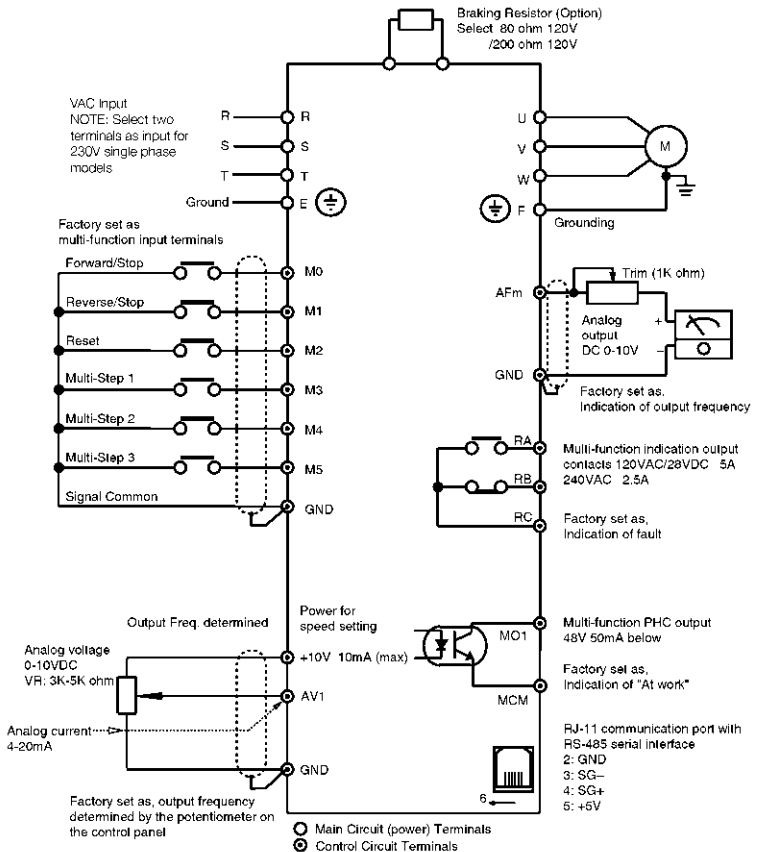 Braking Resistor (Option)
Select 80 ohm 120V
/200 ohm 120V
VAC Input
NOTE: Select two
terminals as input for
230V single phase
models
R
R
S
S
T
T
Ground
E
U
V
W
M
F
Grounding
Factory set as
multi-function input terminals
Forward/Stop
M0
Reverse/Stop
M1
Reset
M2
Multi-Step 1
M3
Multi-Step 2
M4
Multi-Step 3
M5
Signal Common
GND
AFm
Trim (1K ohm)
Analog
output
DC 0-10V
+
–
GND
Factory set as,
Indication of output frequency
RA
RB
RC
Multi-function indication output
contacts 120VAC/28VDC 5A
240VAC 2.5A
Factory set as,
Indication of fault
Output Freq. determined
Power for
speed setting
Analog voltage
0-10VDC
VR: 3K-5K ohm
+10V 10mA (max)
AV1
Analog current
4-20mA
GND
Factory set as, output frequency
determined by the potentiometer on
the control panel
MO1
Multi-function PHC output
48V 50mA below
MCM
Factory set as,
Indication of "At work"
RJ-11 communication port with
RS-485 serial interface
2: GND
3: SG–
4: SG+
5: +5V
6
Main Circuit (power) Terminals
Control Circuit Terminals